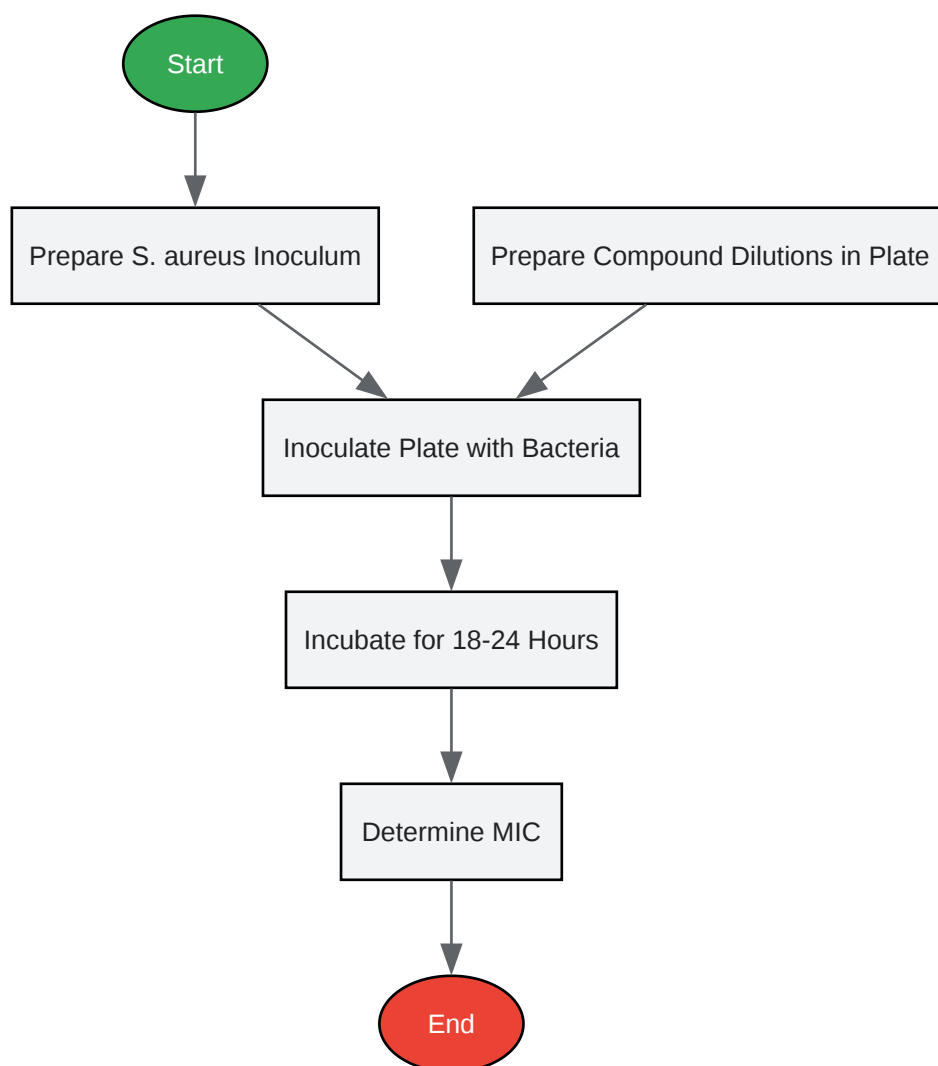 Start
Prepare S. aureus Inoculum
Prepare Compound Dilutions in Plate
Inoculate Plate with Bacteria
Incubate for 18-24 Hours
Determine MIC
End